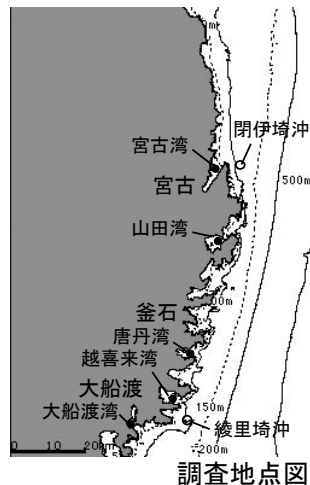 閉伊埼沖
宮古湾
500m
宮古
山田湾
釜石
00m
唐丹湾
越喜来湾
大船渡
大船渡湾
150m
綾里埼沖
0 10 20
200m
調査地点図